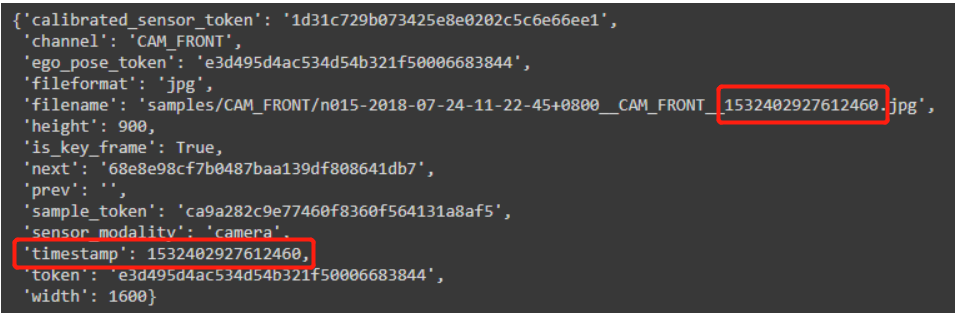 {'calibrated_sensor_token': '1d31c729b073425e8e0202c5c6e66ee1',
'channel': 'CAM_FRONT',
'ego_pose_token': 'e3d495d4ac534d54b321f50006683844',
'fileformat': 'jpg',
'filename': 'samples/CAM_FRONT/n015-2018-07-24-11-22-45+0800__CAM_FRONT__1532402927612460.jpg',
'height': 900,
'is_key_frame': True,
'next': '68e8e98cf7b0487baa139df808641db7',
'prev': '',
'sample_token': 'ca9a282c9e77460f8360f564131a8af5',
'sensor_modality': 'camera',
'timestamp': 1532402927612460,
'token': 'e3d495d4ac534d54b321f50006683844',
'width': 1600}